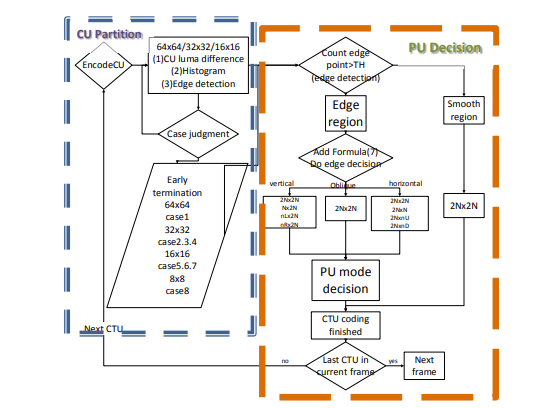 CU Partition
EncodeCU
64x64/32x32/16x16
(1)CU luma difference
(2)Histogram
(3)Edge detection
Case judgment
Early
termination
64x64
case1
32x32
case2.3.4
16x16
case5.6.7
8x8
case8
Next CTU
PU Decision
Count edge
point>TH
(edge detection)
Edge
region
Smooth
region
Add Formula(7)
Do edge decision
vertical
Oblique
horizontal
2Nx2N
Nx2N
nLx2N
nRx2N
2Nx2N
2Nx2N
2NxN
2NxnU
2NxnD
2Nx2N
PU mode
decision
CTU coding
finished
Last CTU in
current frame
no
yes
Next
frame